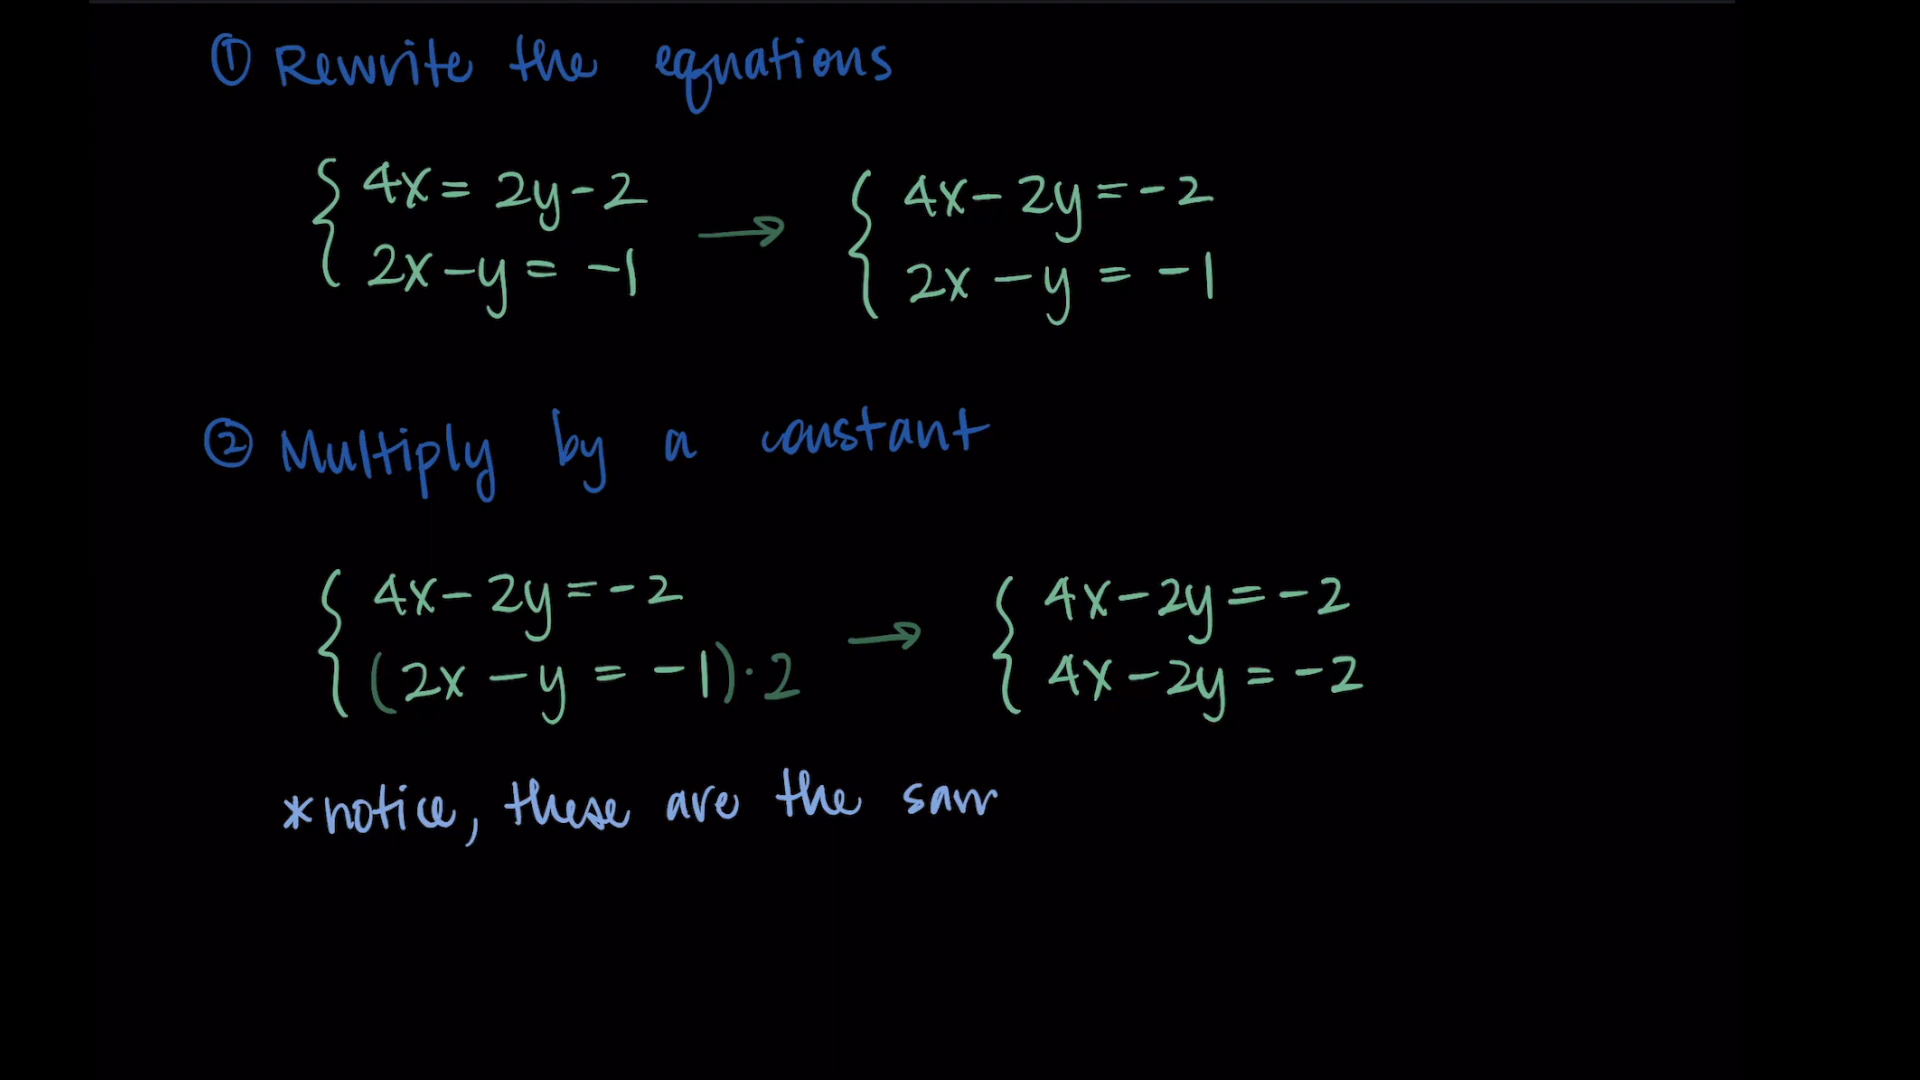 ① Rewrite the equations
{ 4x = 2y - 2 → { 4x - 2y = -2
2x - y = -1 2x - y = -1
② Multiply by a constant
{ 4x - 2y = -2 → { 4x - 2y = -2
(2x - y = -1) · 2 4x - 2y = -2
*notice, these are the sam